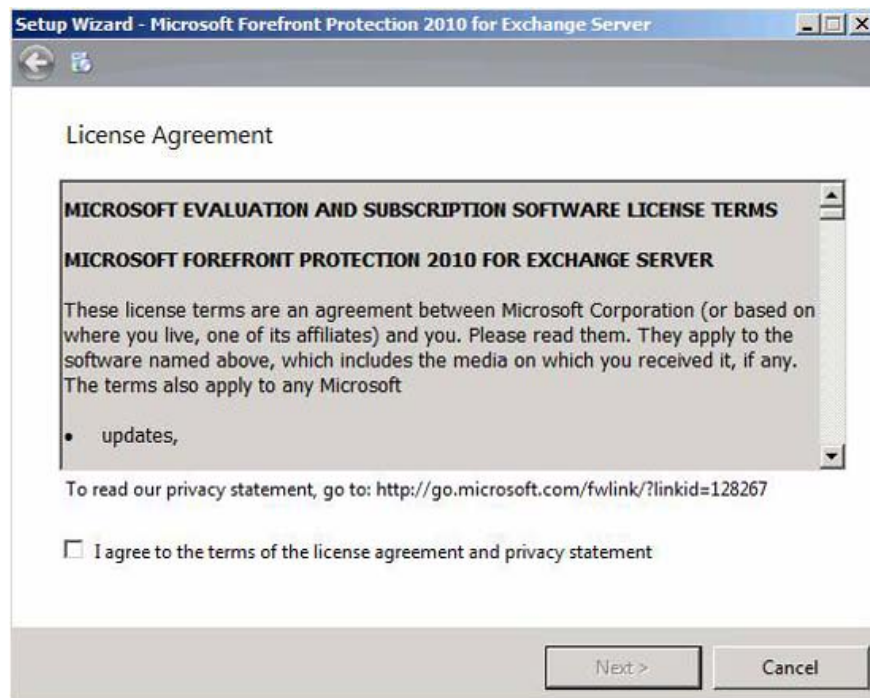 Setup Wizard - Microsoft Forefront Protection 2010 for Exchange Server
License Agreement
MICROSOFT EVALUATION AND SUBSCRIPTION SOFTWARE LICENSE TERMS
MICROSOFT FOREFRONT PROTECTION 2010 FOR EXCHANGE SERVER
These license terms are an agreement between Microsoft Corporation (or based on
where you live, one of its affiliates) and you. Please read them. They apply to the
software named above, which includes the media on which you received it, if any.
The terms also apply to any Microsoft
• updates,
To read our privacy statement, go to: http://go.microsoft.com/fwlink/?linkid=128267
I agree to the terms of the license agreement and privacy statement
Next >
Cancel